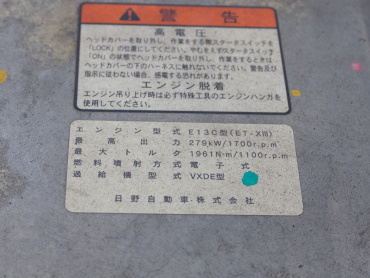 警告
高電圧
ヘッドカバーを取り外し、作業をする際スタータスイッチを
「LOCK」の位置にしてください。やむをえずスタータスイッチ
「ON」の状態でヘッドカバーを取り外し、作業をするときは
ヘッドカバーの下のハーネスに触れないでください。警告及び
指示に従わない場合、感電する恐れがあります。
エンジン脱着
エンジン吊り上げ時は必ず特殊工具のエンジンハンガを
使用してください。
エンジン型式 E13C型(ET-XIII)
最高出力 279kW/1700r.p.m
最大トルク 1961N·m/1100r.p.m
燃料噴射方式 電子式
過給機型式 VXDE型
日野自動車株式会社